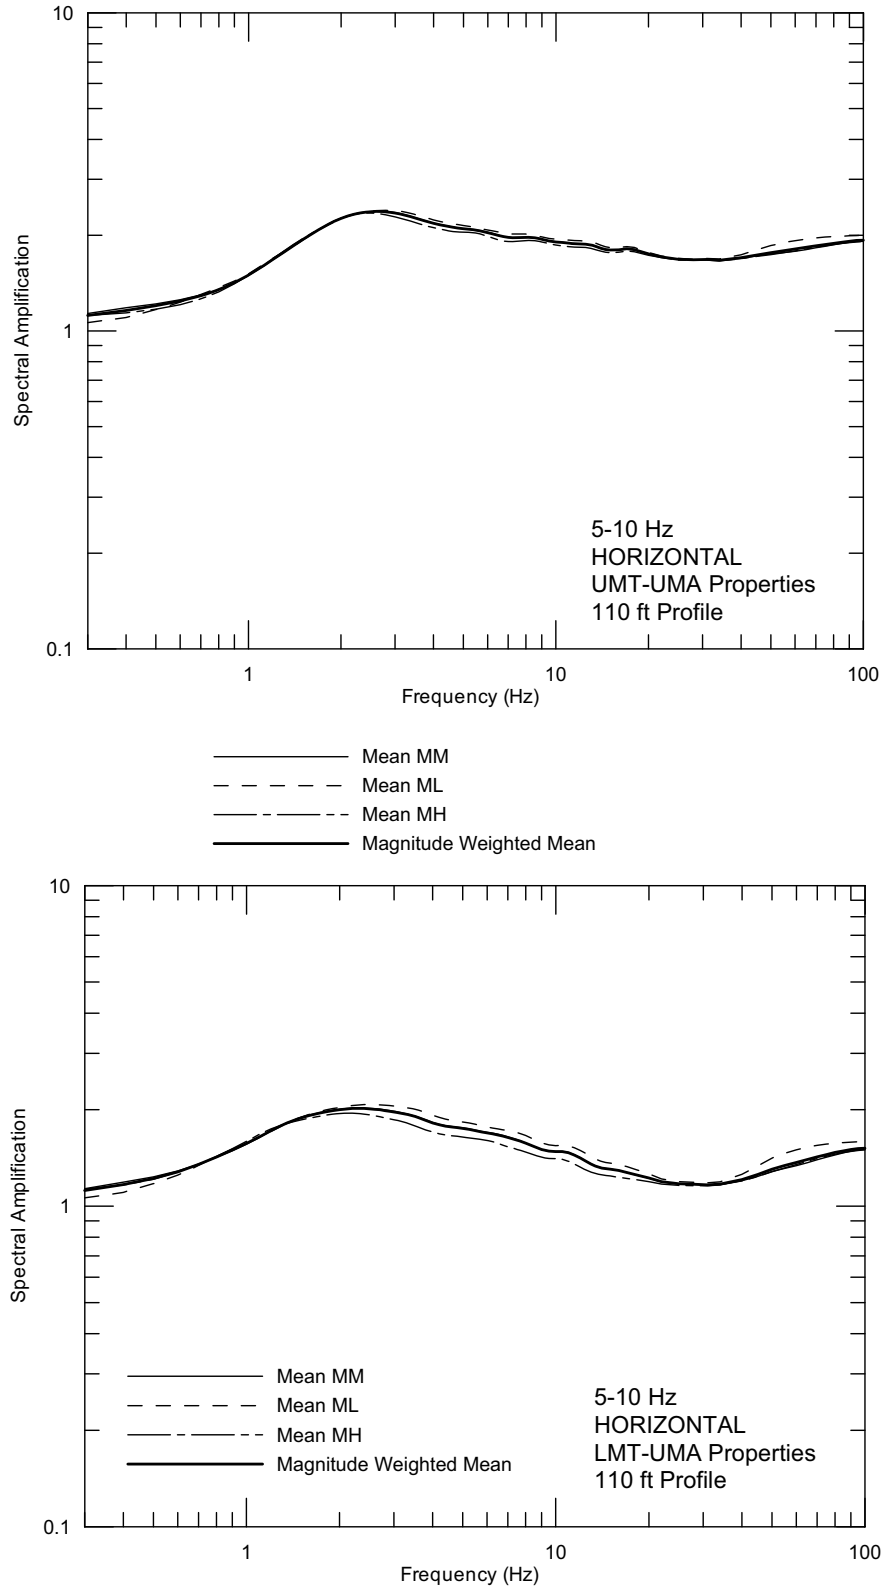 10
1
0.1
Spectral Amplification
5-10 Hz
HORIZONTAL
UMT-UMA Properties
110 ft Profile
1
10
100
Frequency (Hz)
Mean MM
Mean ML
Mean MH
Magnitude Weighted Mean
10
1
0.1
Spectral Amplification
Mean MM
Mean ML
Mean MH
Magnitude Weighted Mean
5-10 Hz
HORIZONTAL
LMT-UMA Properties
110 ft Profile
1
10
100
Frequency (Hz)